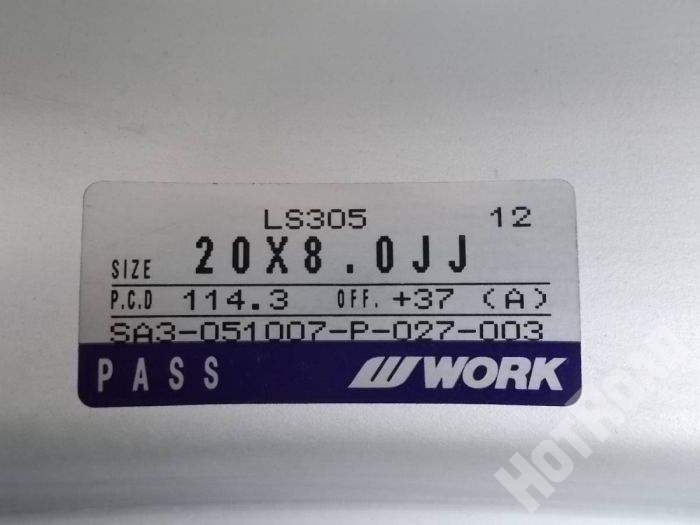 LS305 12
SIZE 20X8.0JJ
P.C.D 114.3 OFF. +37 (A)
SA3-051007-P-027-003
PASS WORK